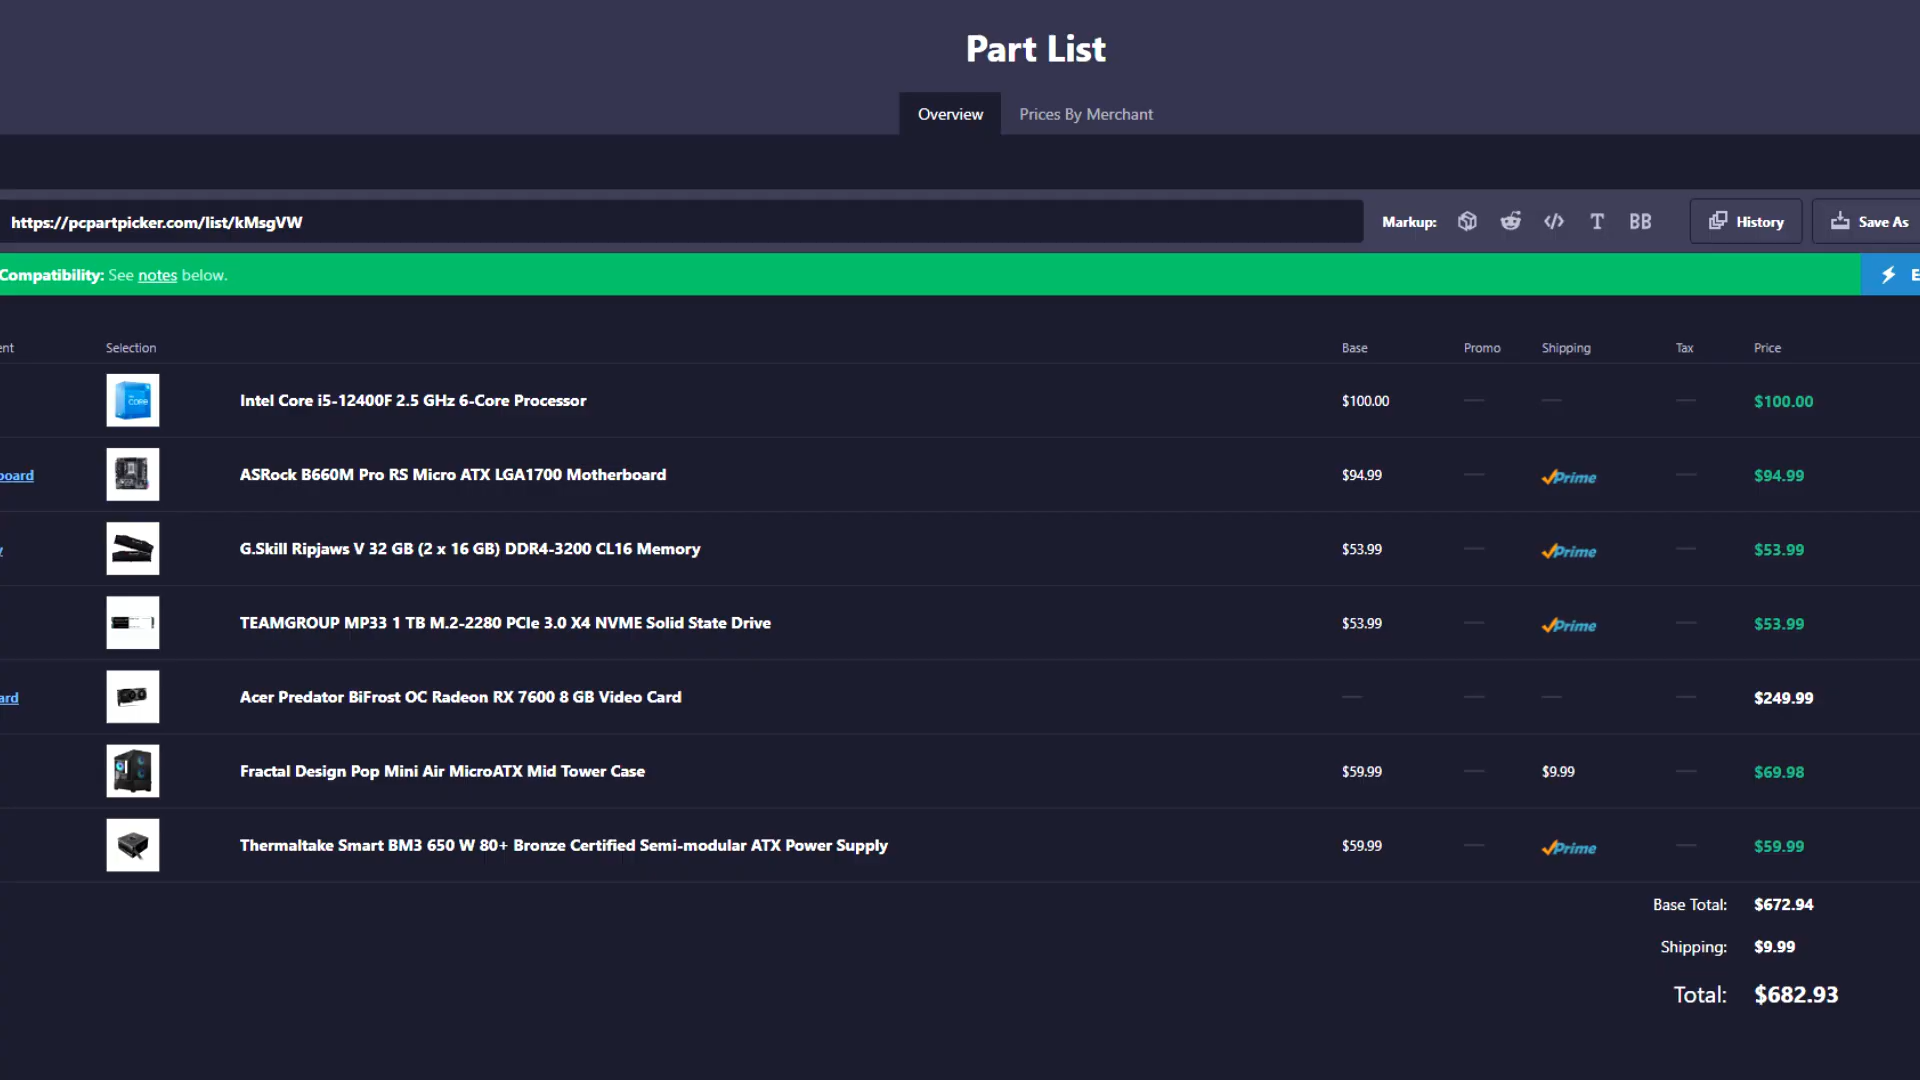 Part List
Overview Prices By Merchant
https://pcpartpicker.com/list/kMsgVW Markup: T BB History Save As
Compatibility: See notes below. E
ent Selection Base Promo Shipping Tax Price
Intel Core i5-12400F 2.5 GHz 6-Core Processor $100.00 — — — $100.00
board ASRock B660M Pro RS Micro ATX LGA1700 Motherboard $94.99 — Prime — $94.99
y G.Skill Ripjaws V 32 GB (2 x 16 GB) DDR4-3200 CL16 Memory $53.99 — Prime — $53.99
TEAMGROUP MP33 1 TB M.2-2280 PCIe 3.0 X4 NVME Solid State Drive $53.99 — Prime — $53.99
ard Acer Predator BiFrost OC Radeon RX 7600 8 GB Video Card — — — — $249.99
Fractal Design Pop Mini Air MicroATX Mid Tower Case $59.99 — $9.99 — $69.98
Thermaltake Smart BM3 650 W 80+ Bronze Certified Semi-modular ATX Power Supply $59.99 — Prime — $59.99
Base Total: $672.94
Shipping: $9.99
Total: $682.93